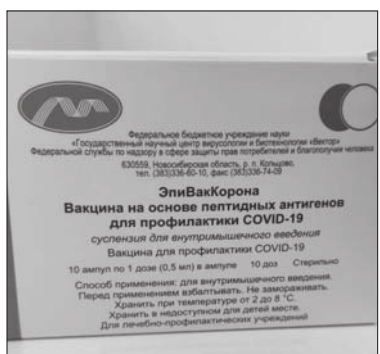 Федеральное бюджетное учреждение науки
«Государственный научный центр вирусологии и биотехнологии «Вектор»
Федеральной службы по надзору в сфере защиты прав потребителей и благополучия человека
630559, Новосибирская область, р. п. Кольцово,
тел. (383)336-60-10, факс (383)336-74-09
ЭпиВакКорона
Вакцина на основе пептидных антигенов
для профилактики COVID-19
суспензия для внутримышечного введения
Вакцина для профилактики COVID-19
10 ампул по 1 дозе (0,5 мл) в ампуле 10 доз Стерильно
Способ применения: для внутримышечного введения.
Перед применением взбалтывать. Не замораживать.
Хранить при температуре от 2 до 8 °С.
Хранить в недоступном для детей месте.
Для лечебно-профилактических учреждений